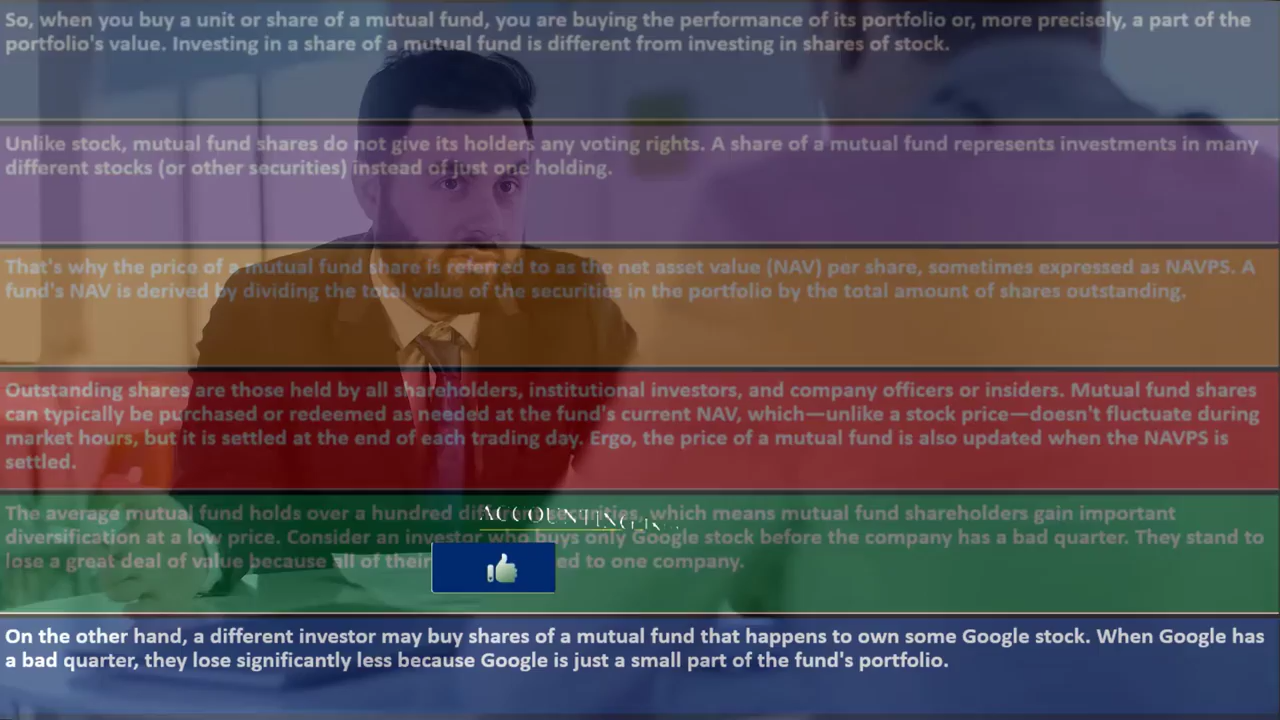 So, when you buy a unit or share of a mutual fund, you are buying the performance of its portfolio or, more precisely, a part of the
portfolio's value. Investing in a share of a mutual fund is different from investing in shares of stock.
Unlike stock, mutual fund shares do not give its holders any voting rights. A share of a mutual fund represents investments in many
different stocks (or other securities) instead of just one holding.
That's why the price of a mutual fund share is referred to as the net asset value (NAV) per share, sometimes expressed as NAVPS. A
fund's NAV is derived by dividing the total value of the securities in the portfolio by the total amount of shares outstanding.
Outstanding shares are those held by all shareholders, institutional investors, and company officers or insiders. Mutual fund shares
can typically be purchased or redeemed as needed at the fund's current NAV, which—unlike a stock price—doesn't fluctuate during
market hours, but it is settled at the end of each trading day. Ergo, the price of a mutual fund is also updated when the NAVPS is
settled.
The average mutual fund holds over a hundred which means mutual fund shareholders gain important
diversification at a low price. Consider an investor who buys only Google stock before the company has a bad quarter. They stand to
lose a great deal of value because all of their to one company.
ACCOUNTING
On the other hand, a different investor may buy shares of a mutual fund that happens to own some Google stock. When Google has
a bad quarter, they lose significantly less because Google is just a small part of the fund's portfolio.